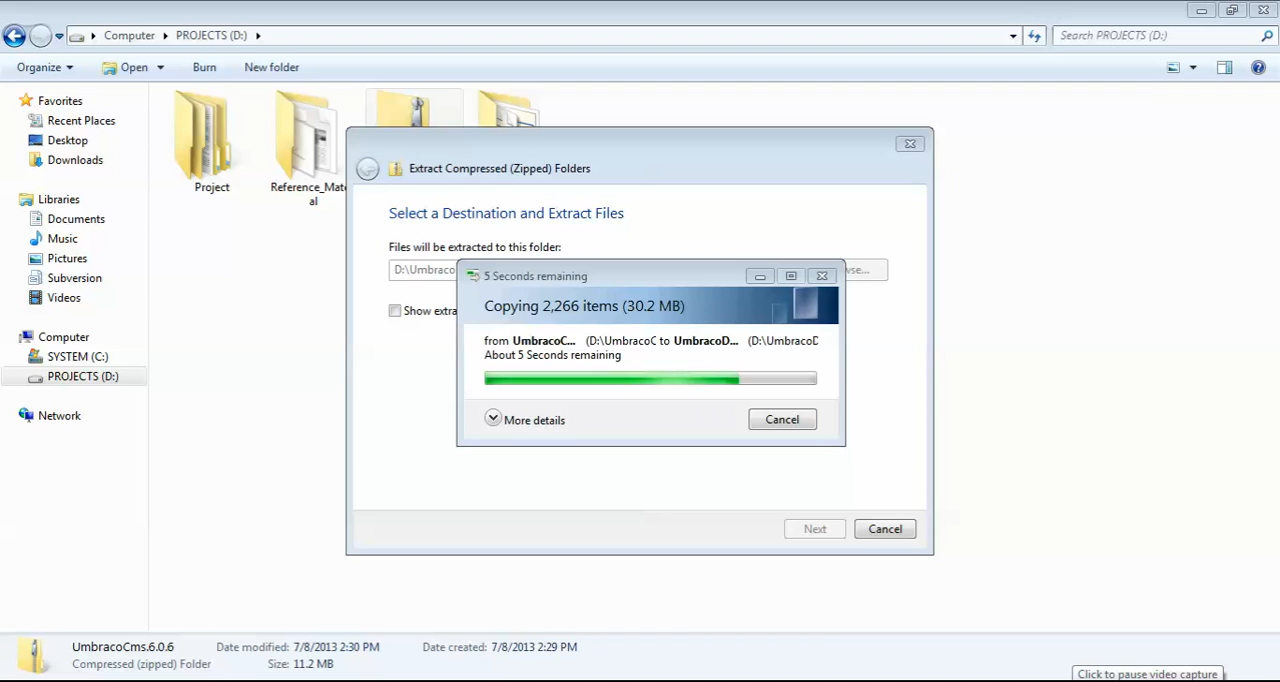 Computer
PROJECTS (D:)
Search PROJECTS (D:)
Organize
Open
Burn
New folder
Favorites
Recent Places
Desktop
Downloads
Libraries
Documents
Music
Pictures
Subversion
Videos
Computer
SYSTEM (C:)
PROJECTS (D:)
Network
Project
Reference_Mate
al
Extract Compressed (Zipped) Folders
Select a Destination and Extract Files
Files will be extracted to this folder:
D:\Umbraco
wse...
Show extra
5 Seconds remaining
Copying 2,266 items (30.2 MB)
from UmbracoC... (D:\UmbracoC to UmbracoD... (D:\UmbracoD
About 5 Seconds remaining
More details
Cancel
Next
Cancel
UmbracoCms.6.0.6
Date modified: 7/8/2013 2:30 PM
Date created: 7/8/2013 2:29 PM
Compressed (zipped) Folder
Size: 11.2 MB
Click to pause video capture